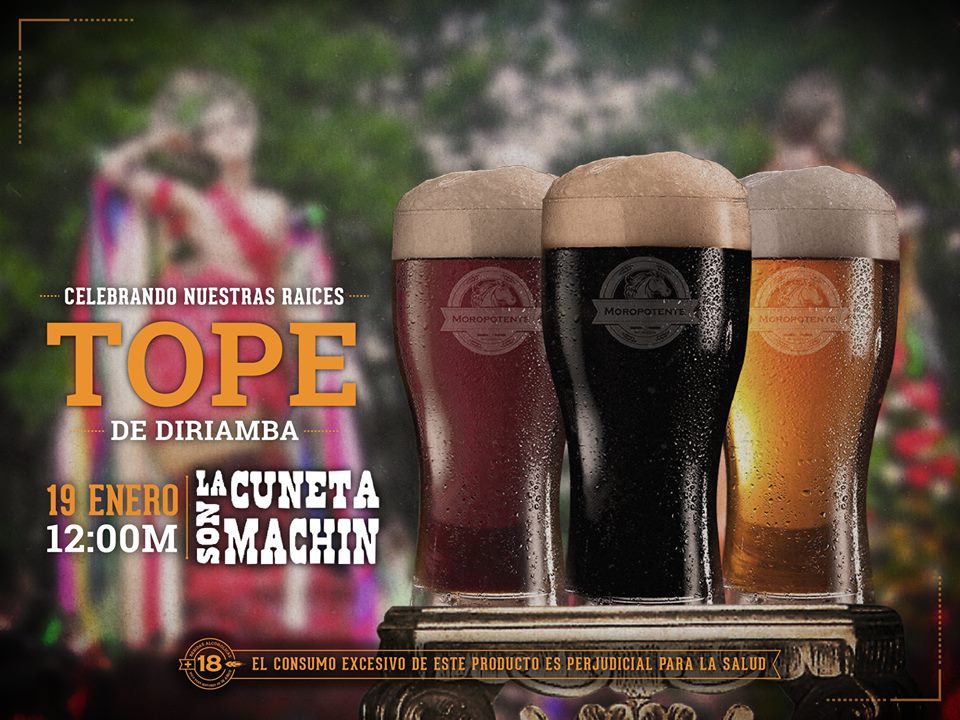 CELEBRANDO NUESTRAS RAICES
TOPE
DE DIRIAMBA
19 ENERO
12:00M
LA CUNETA
SON MACHIN
MOROPOTENTE
MOROPOTENTE
MOROPOTENTE
+18
EL CONSUMO EXCESIVO DE ESTE PRODUCTO ES PERJUDICIAL PARA LA SALUD